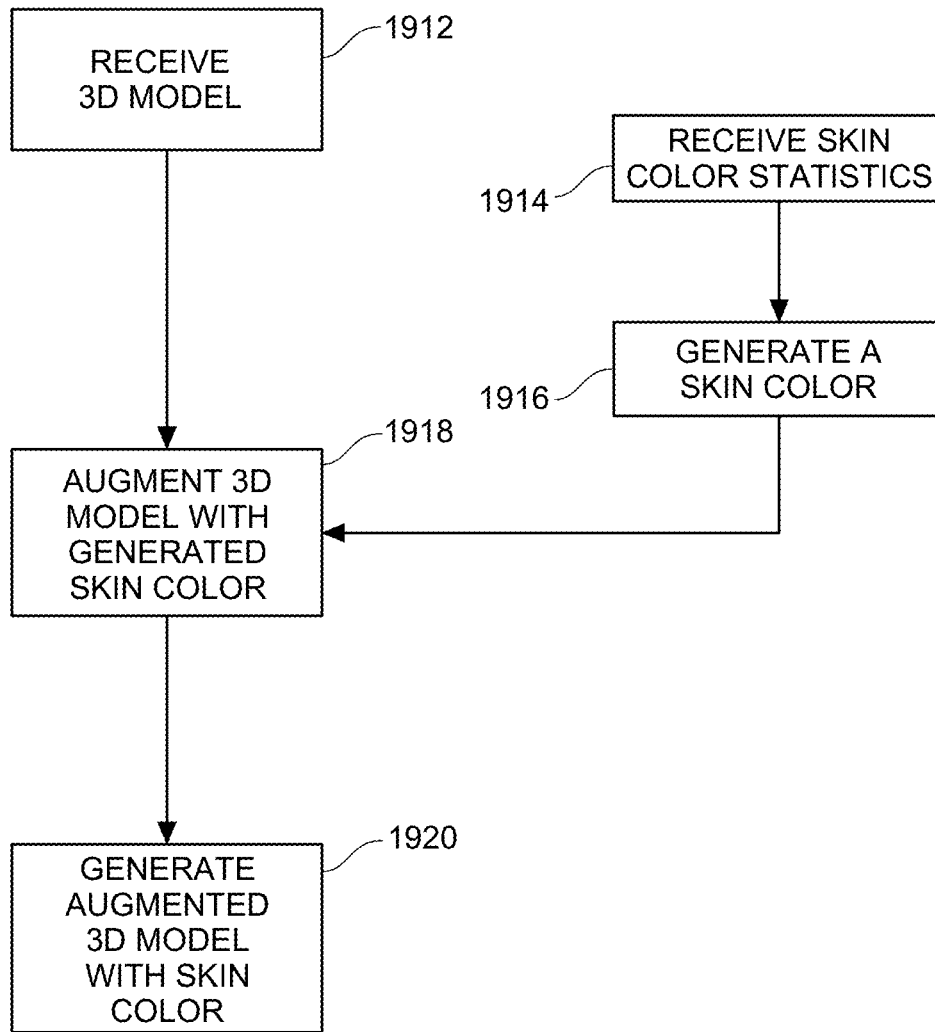 RECEIVE
3D MODEL
1912
RECEIVE SKIN
COLOR STATISTICS
1914
GENERATE A
SKIN COLOR
1916
AUGMENT 3D
MODEL WITH
GENERATED
SKIN COLOR
1918
GENERATE
AUGMENTED
3D MODEL
WITH SKIN
COLOR
1920